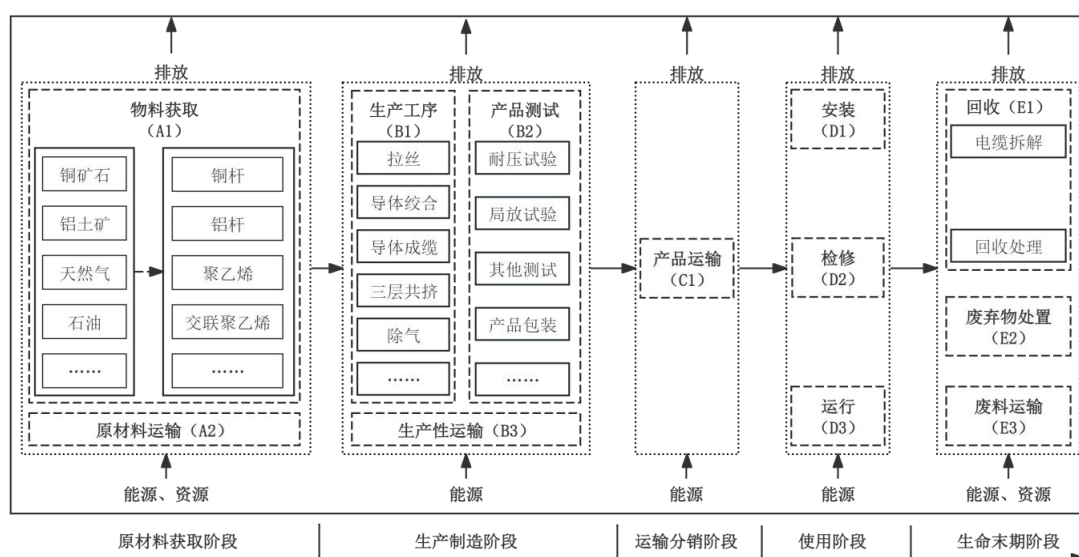 排放
排放
排放
排放
排放
物料获取
（A1）
铜矿石
铝土矿
天然气
石油
……
铜杆
铝杆
聚乙烯
交联聚乙烯
……
原材料运输（A2）
生产工序
（B1）
拉丝
导体绞合
导体成缆
三层共挤
除气
……
产品测试
（B2）
耐压试验
局放试验
其他测试
产品包装
……
生产性运输（B3）
产品运输
（C1）
安装
（D1）
检修
（D2）
运行
（D3）
回收（E1）
电缆拆解
回收处理
废弃物处置
（E2）
废料运输
（E3）
能源、资源
能源
能源
能源
能源、资源
原材料获取阶段
生产制造阶段
运输分销阶段
使用阶段
生命末期阶段